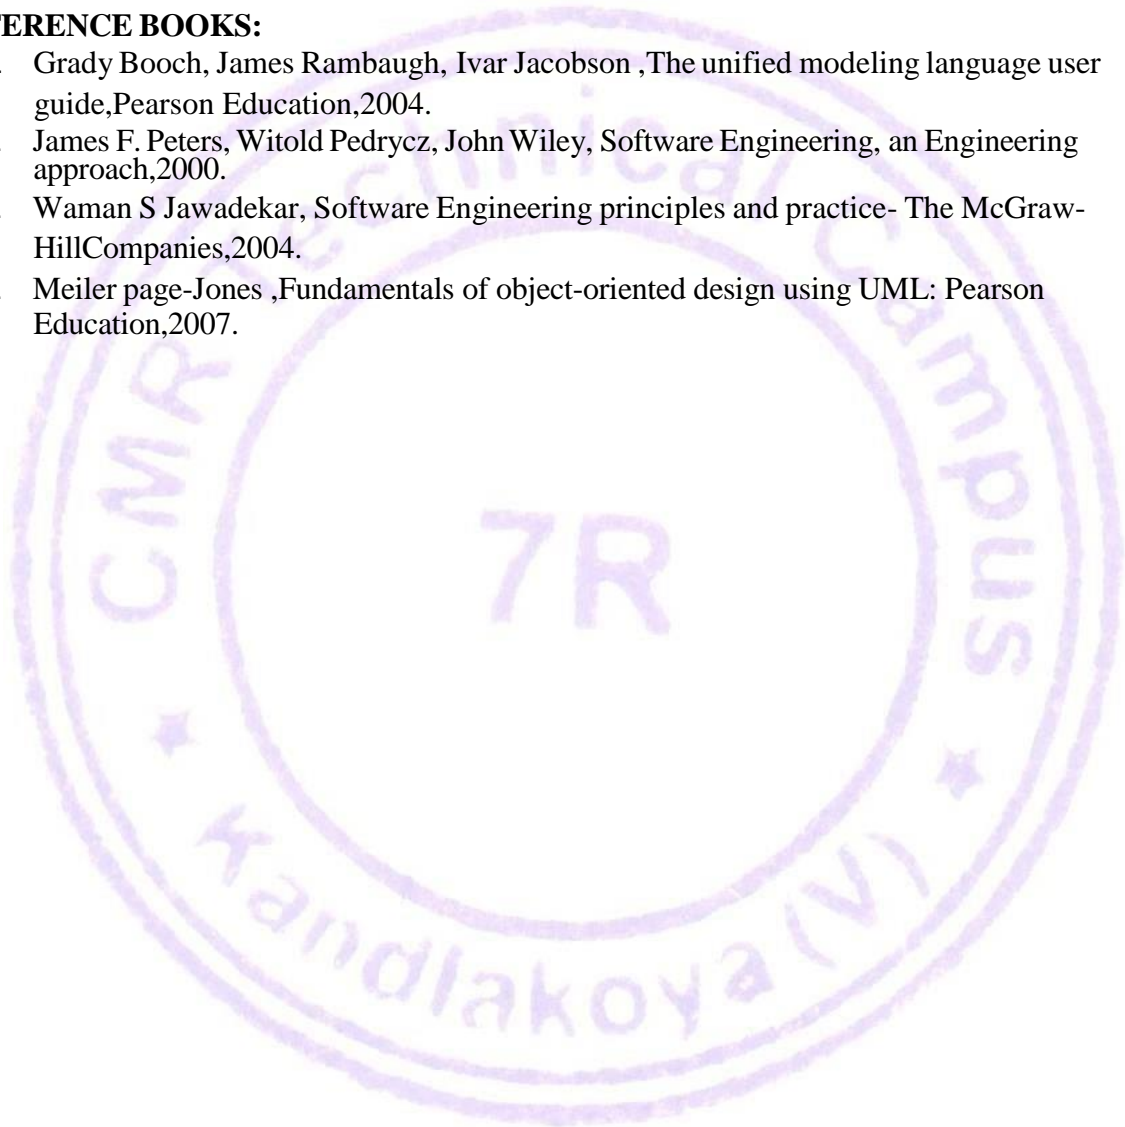 TERENCE BOOKS:
. Grady Booch, James Rambaugh, Ivar Jacobson ,The unified modeling language user
guide,Pearson Education,2004.
. James F. Peters, Witold Pedrycz, John Wiley, Software Engineering, an Engineering
approach,2000.
. Waman S Jawadekar, Software Engineering principles and practice- The McGraw-
HillCompanies,2004.
. Meiler page-Jones ,Fundamentals of object-oriented design using UML: Pearson
Education,2007.
CMR Technical Campus
7R
★ Kandlakoya (V) ★